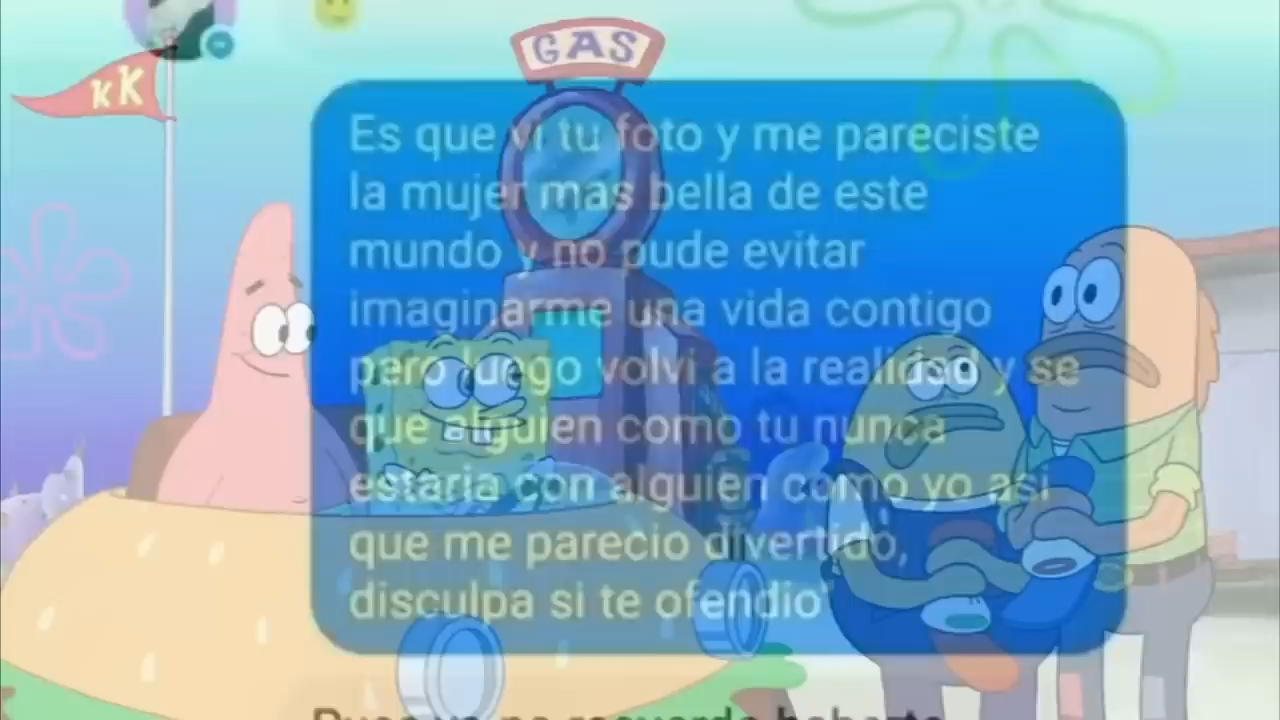 GAS
KK
Es que vi tu foto y me pareciste
la mujer mas bella de este
mundo y no pude evitar
imaginarme una vida contigo
pero luego volvi a la realidad y se
que alguien como tu nunca
estaria con alguien como yo asi
que me parecio divertido,
disculpa si te ofendio